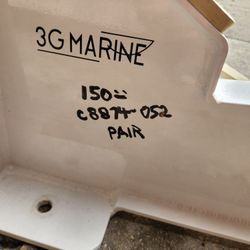 3G MARINE
150=
C8874-052
PAIR